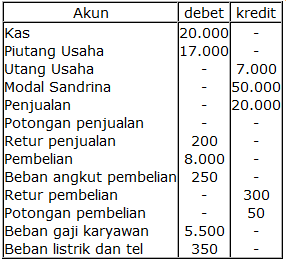 Akun debet kredit
Kas 20.000 -
Piutang Usaha 17.000 -
Utang Usaha - 7.000
Modal Sandrina - 50.000
Penjualan - 20.000
Potongan penjualan - -
Retur penjualan 200 -
Pembelian 8.000 -
Beban angkut pembelian 250 -
Retur pembelian - 300
Potongan pembelian - 50
Beban gaji karyawan 5.500 -
Beban listrik dan tel 350 -